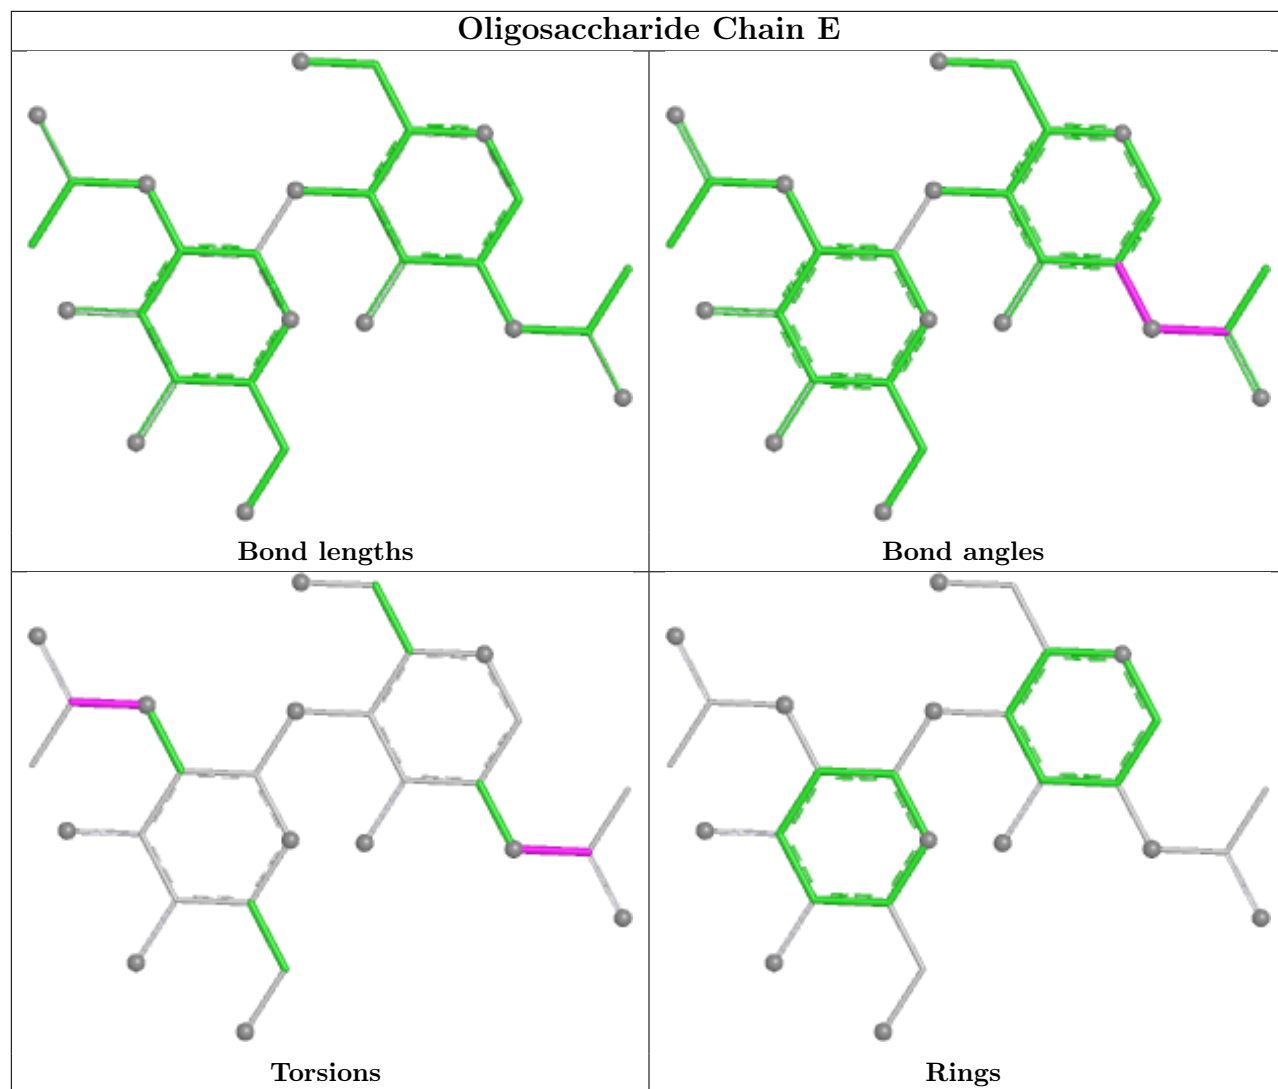 Oligosaccharide Chain E
Bond lengths
Bond angles
Torsions
Rings